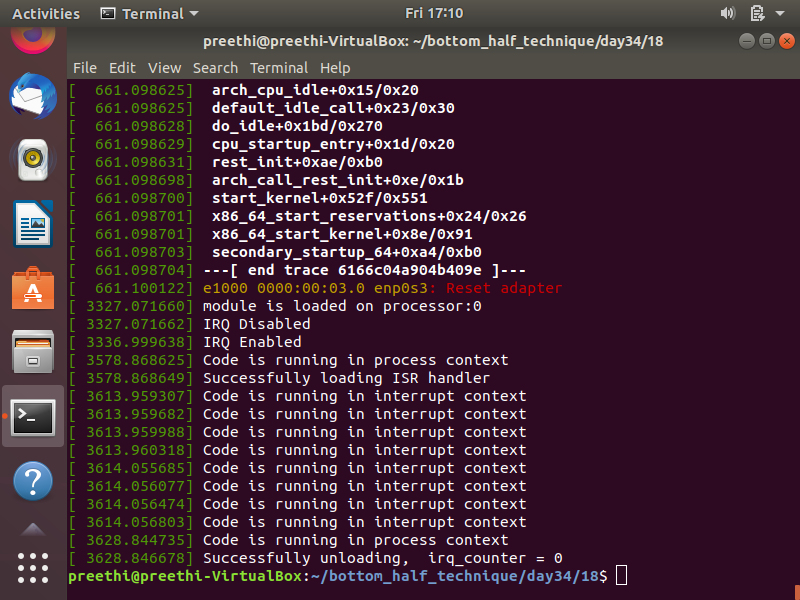 Activities Terminal Fri 17:10
preethi@preethi-VirtualBox: ~/bottom_half_technique/day34/18
File Edit View Search Terminal Help
[  661.098625]  arch_cpu_idle+0x15/0x20
[  661.098625]  default_idle_call+0x23/0x30
[  661.098628]  do_idle+0x1bd/0x270
[  661.098629]  cpu_startup_entry+0x1d/0x20
[  661.098631]  rest_init+0xae/0xb0
[  661.098698]  arch_call_rest_init+0xe/0x1b
[  661.098700]  start_kernel+0x52f/0x551
[  661.098701]  x86_64_start_reservations+0x24/0x26
[  661.098701]  x86_64_start_kernel+0x8e/0x91
[  661.098703]  secondary_startup_64+0xa4/0xb0
[  661.098704] ---[ end trace 6166c04a904b409e ]---
[  661.100122] e1000 0000:00:03.0 enp0s3: Reset adapter
[ 3327.071660] module is loaded on processor:0
[ 3327.071662] IRQ Disabled
[ 3336.999638] IRQ Enabled
[ 3578.868625] Code is running in process context
[ 3578.868649] Successfully loading ISR handler
[ 3613.959307] Code is running in interrupt context
[ 3613.959682] Code is running in interrupt context
[ 3613.959988] Code is running in interrupt context
[ 3613.960318] Code is running in interrupt context
[ 3614.055685] Code is running in interrupt context
[ 3614.056077] Code is running in interrupt context
[ 3614.056474] Code is running in interrupt context
[ 3614.056803] Code is running in interrupt context
[ 3628.844735] Code is running in process context
[ 3628.846678] Successfully unloading,  irq_counter = 0
preethi@preethi-VirtualBox:~/bottom_half_technique/day34/18$